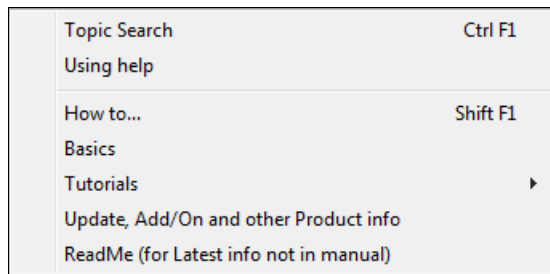 Topic Search Ctrl F1
Using help
How to... Shift F1
Basics
Tutorials
Update, Add/On and other Product info
ReadMe (for Latest info not in manual)